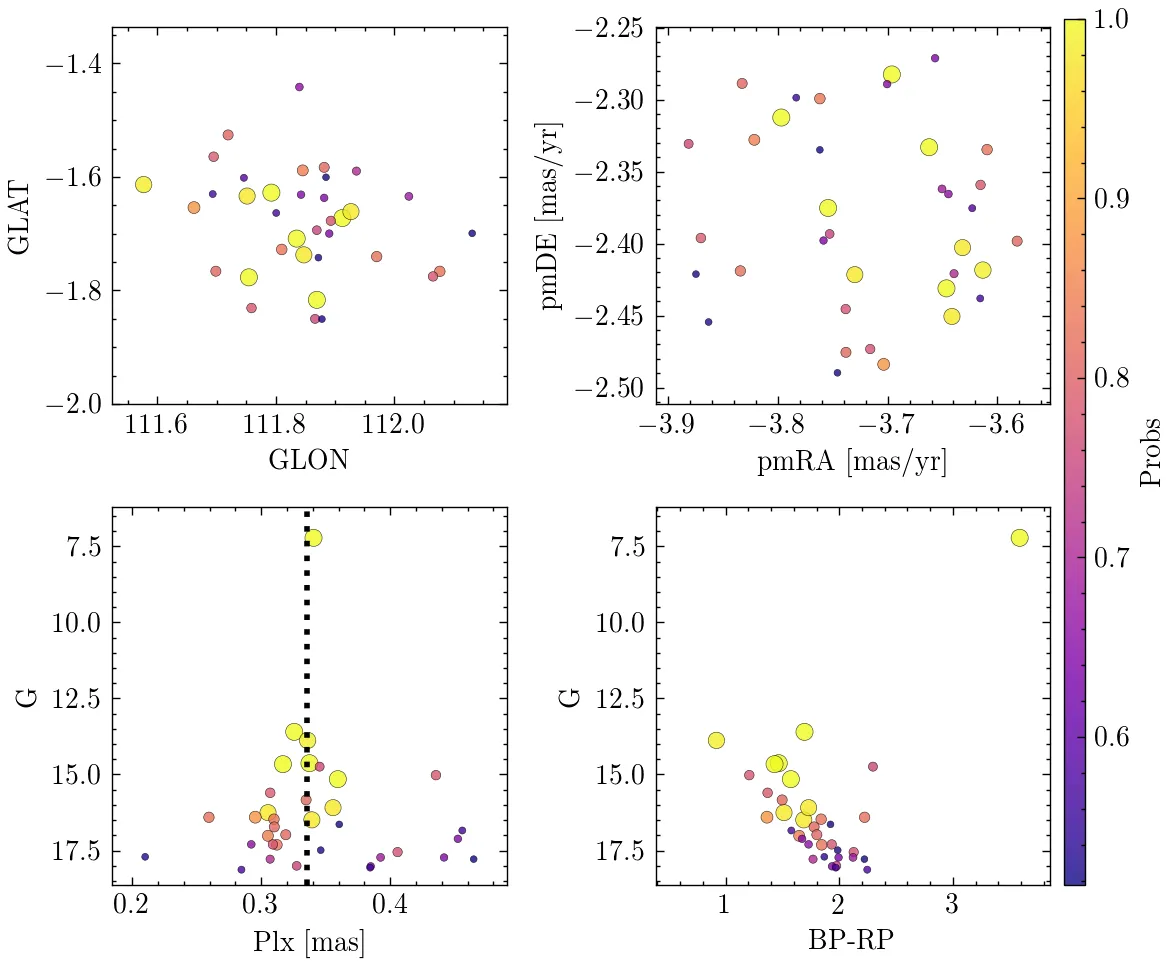 −1.4
−1.6
−1.8
−2.0
GLAT
111.6 111.8 112.0
GLON
−2.25
−2.30
−2.35
−2.40
−2.45
−2.50
pmDE [mas/yr]
−3.9 −3.8 −3.7 −3.6
pmRA [mas/yr]
7.5
10.0
12.5
15.0
17.5
G
0.2 0.3 0.4
Plx [mas]
7.5
10.0
12.5
15.0
17.5
G
1 2 3
BP-RP
1.0
0.9
0.8
0.7
0.6
Probs